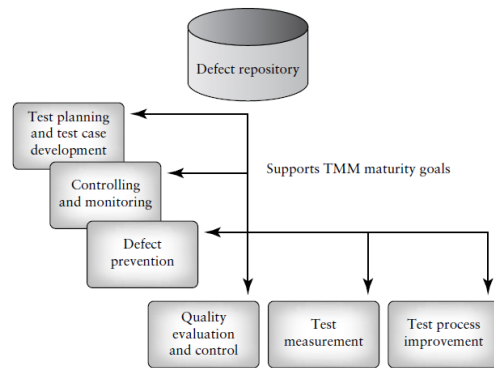 Defect repository
Test planning
and test case
development
Supports TMM maturity goals
Controlling
and monitoring
Defect
prevention
Quality
evaluation
and control
Test
measurement
Test process
improvement